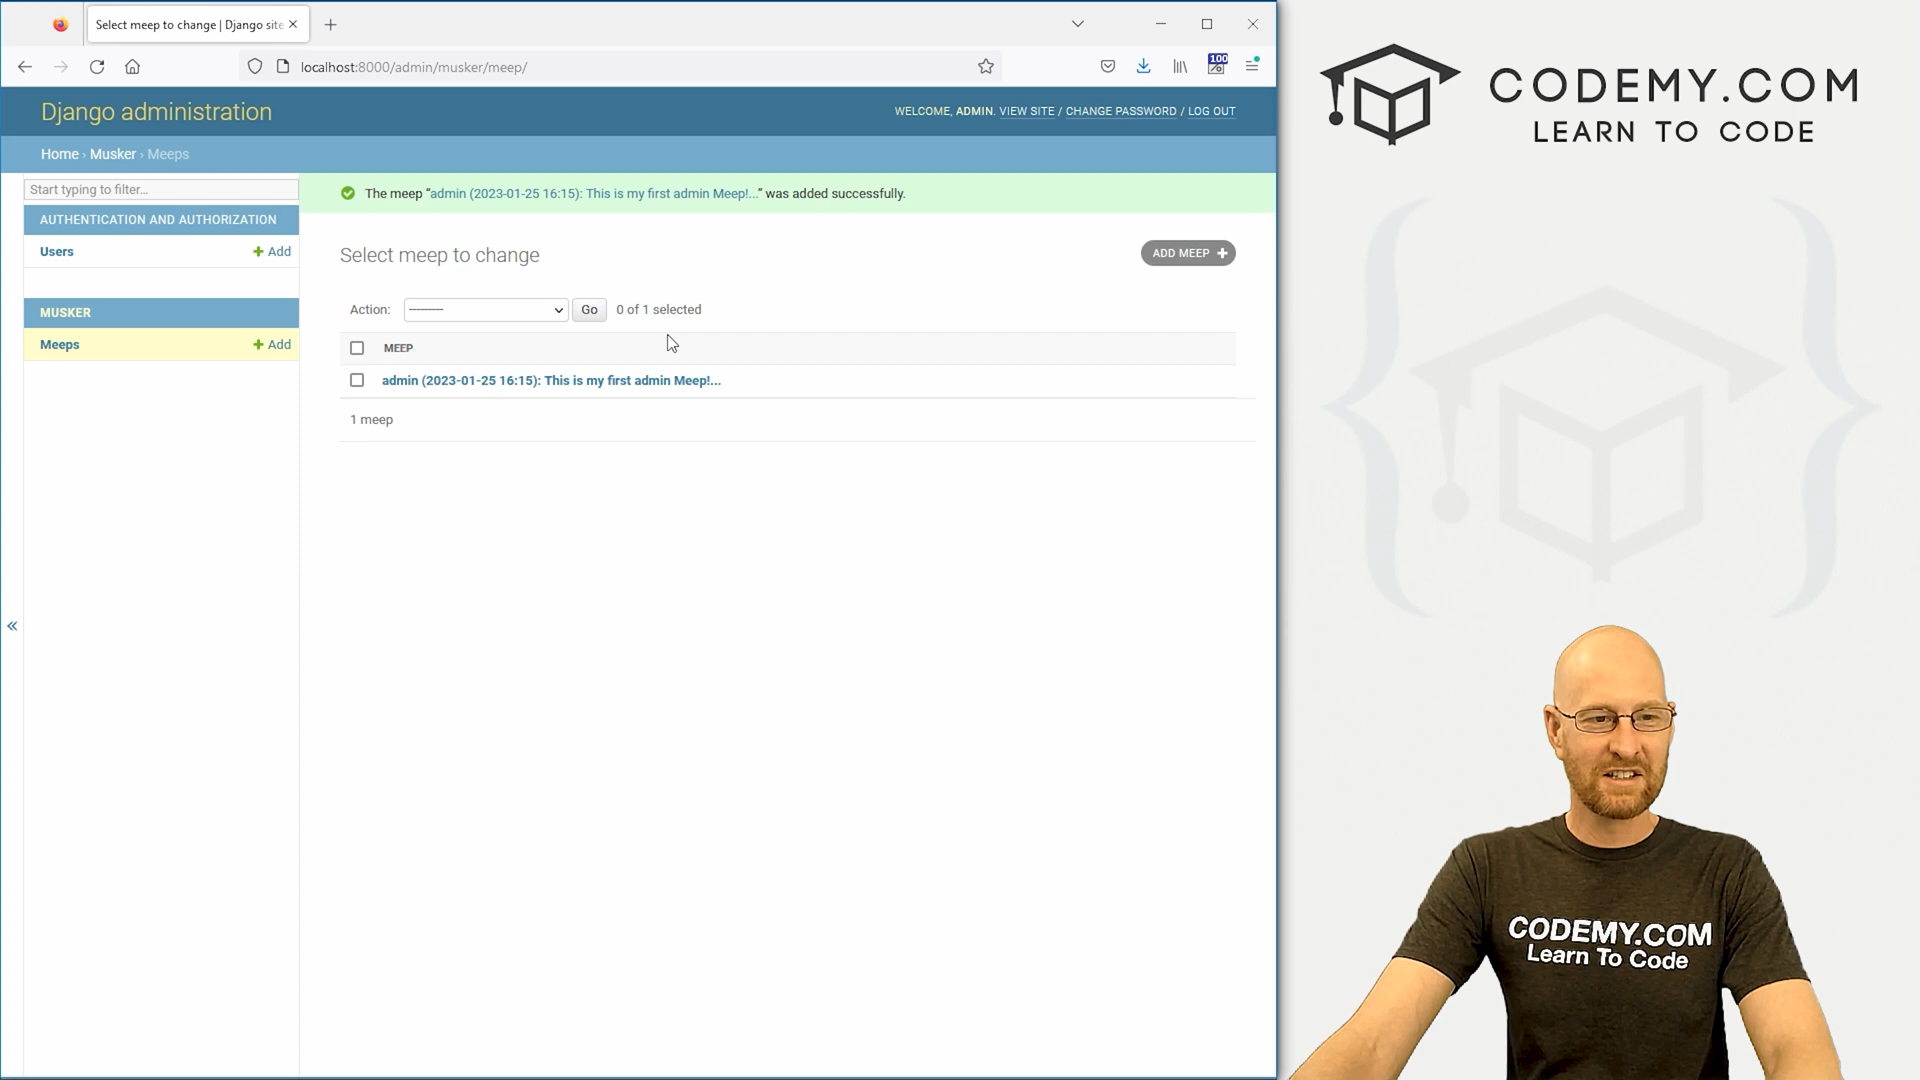 Select meep to change | Django site
localhost:8000/admin/musker/meep/
100
Django administration
WELCOME, ADMIN. VIEW SITE / CHANGE PASSWORD / LOG OUT
Home › Musker › Meeps
Start typing to filter...
AUTHENTICATION AND AUTHORIZATION
Users
+ Add
MUSKER
Meeps
+ Add
The meep “admin (2023-01-25 16:15): This is my first admin Meep!...” was added successfully.
Select meep to change
ADD MEEP +
Action: --------- Go 0 of 1 selected
MEEP
admin (2023-01-25 16:15): This is my first admin Meep!...
1 meep
CODEMY.COM
LEARN TO CODE
CODEMY.COM
Learn To Code